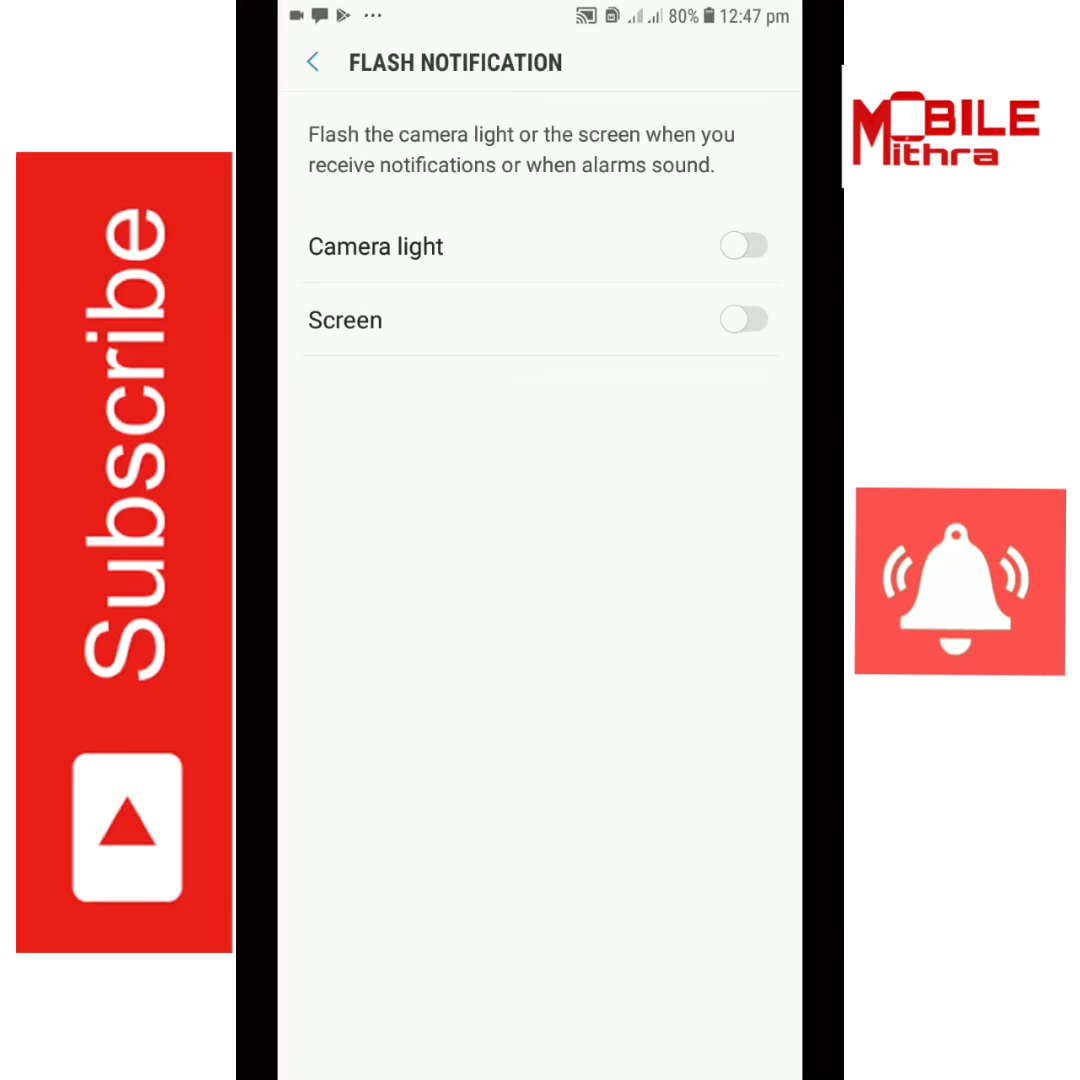 80% 12:47 pm
FLASH NOTIFICATION
Flash the camera light or the screen when you
receive notifications or when alarms sound.
Camera light
Screen
Subscribe
MOBILE
Mithra